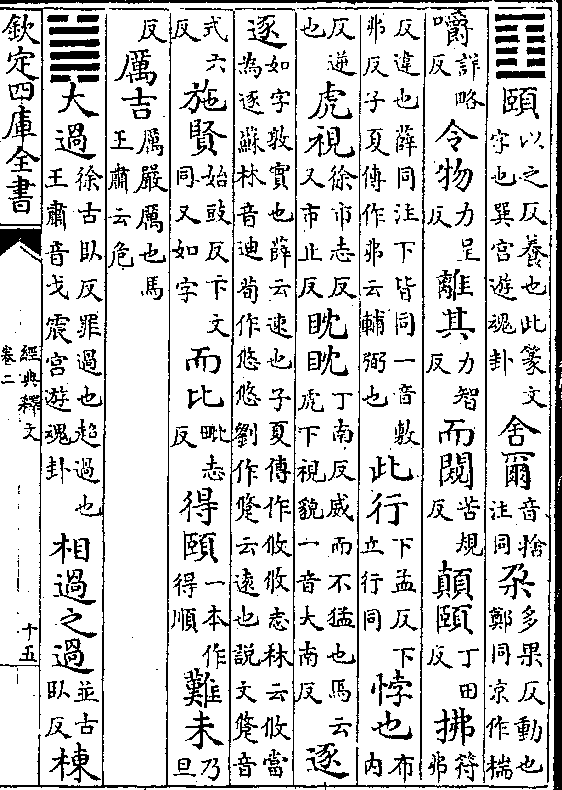 ䷚頤以之反養也此篆文字也巽宮遊魂卦舍爾音捨注同朶多果反動也鄭同京作椯
嚼詳略反令物力呈反離其力智反而闚苦規反顛頤丁田反拂符弗
反違也薛同注下皆同一音敷弗反子夏傳作弗云輔弼也此行下孟反下立行同悖也布內
反逆也虎視徐市志反又市止反眈眈丁南反威而不猛也馬云虎下視貌一音大南反逐
逐如字敦實也薛云速也子夏傳作攸攸志林云攸當為逐蘇林音迪荀作悠悠劉作跾云遠也說文跾音
式六反施賢始豉反卞文同又如字而比毗志反得頤一本作得順難未乃旦
反厲吉厲嚴厲也馬王肅云危
䷛大過徐古臥反罪過也超過也王肅音戈震宮遊魂卦相過之過並古臥反棟
欽定四庫全書
經典釋文
卷二
十五